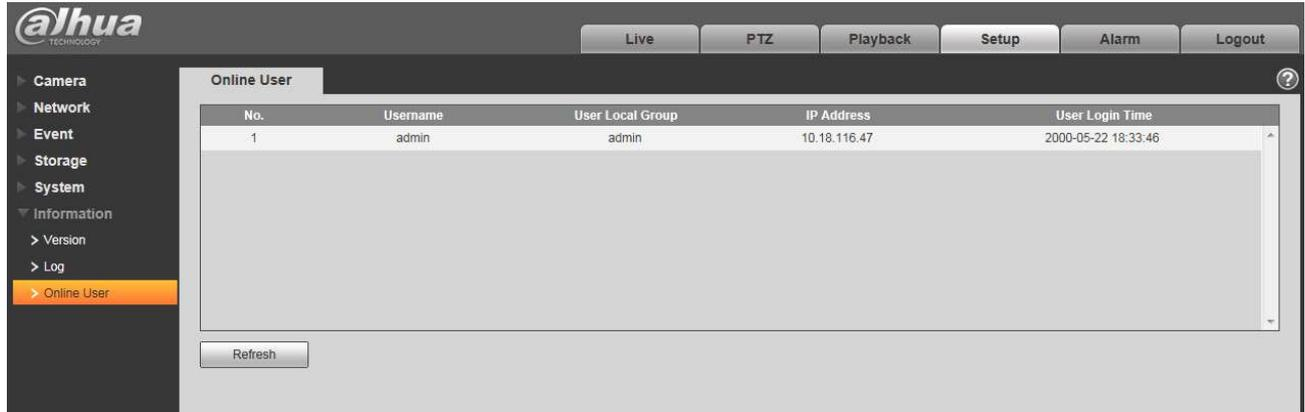 alhua
TECHNOLOGY
Live PTZ Playback Setup Alarm Logout
Camera
Network
Event
Storage
System
Information
> Version
> Log
> Online User
Online User ?
No. Username User Local Group IP Address User Login Time
1 admin admin 10.18.116.47 2000-05-22 18:33:46
Refresh